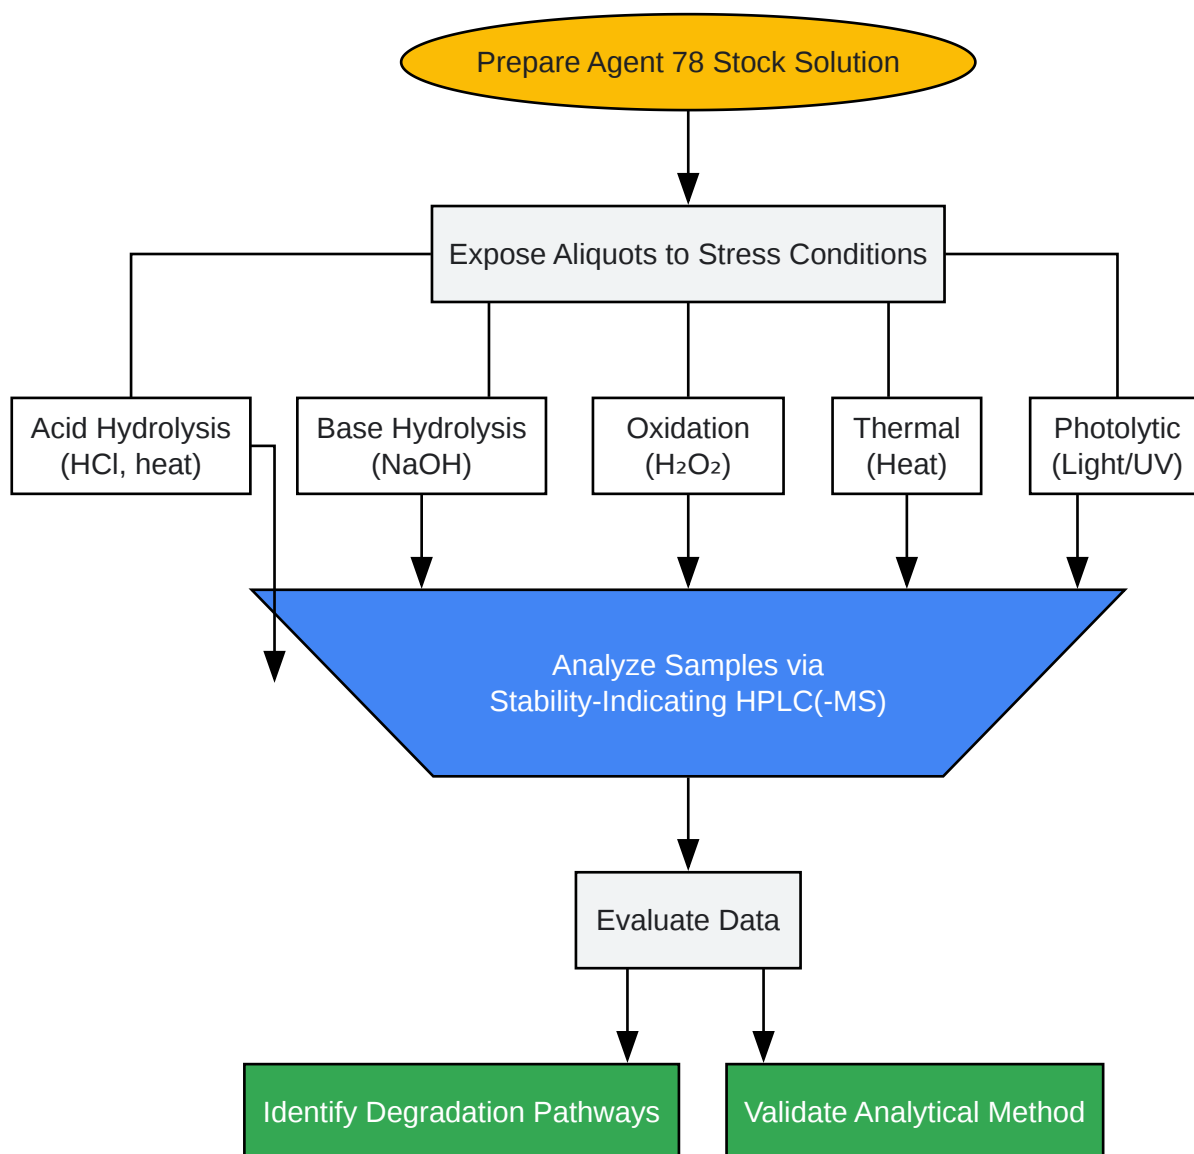 Prepare Agent 78 Stock Solution
Expose Aliquots to Stress Conditions
Acid Hydrolysis
(HCl, heat)
Base Hydrolysis
(NaOH)
Oxidation
(H₂O₂)
Thermal
(Heat)
Photolytic
(Light/UV)
Analyze Samples via
Stability-Indicating HPLC(-MS)
Evaluate Data
Identify Degradation Pathways
Validate Analytical Method